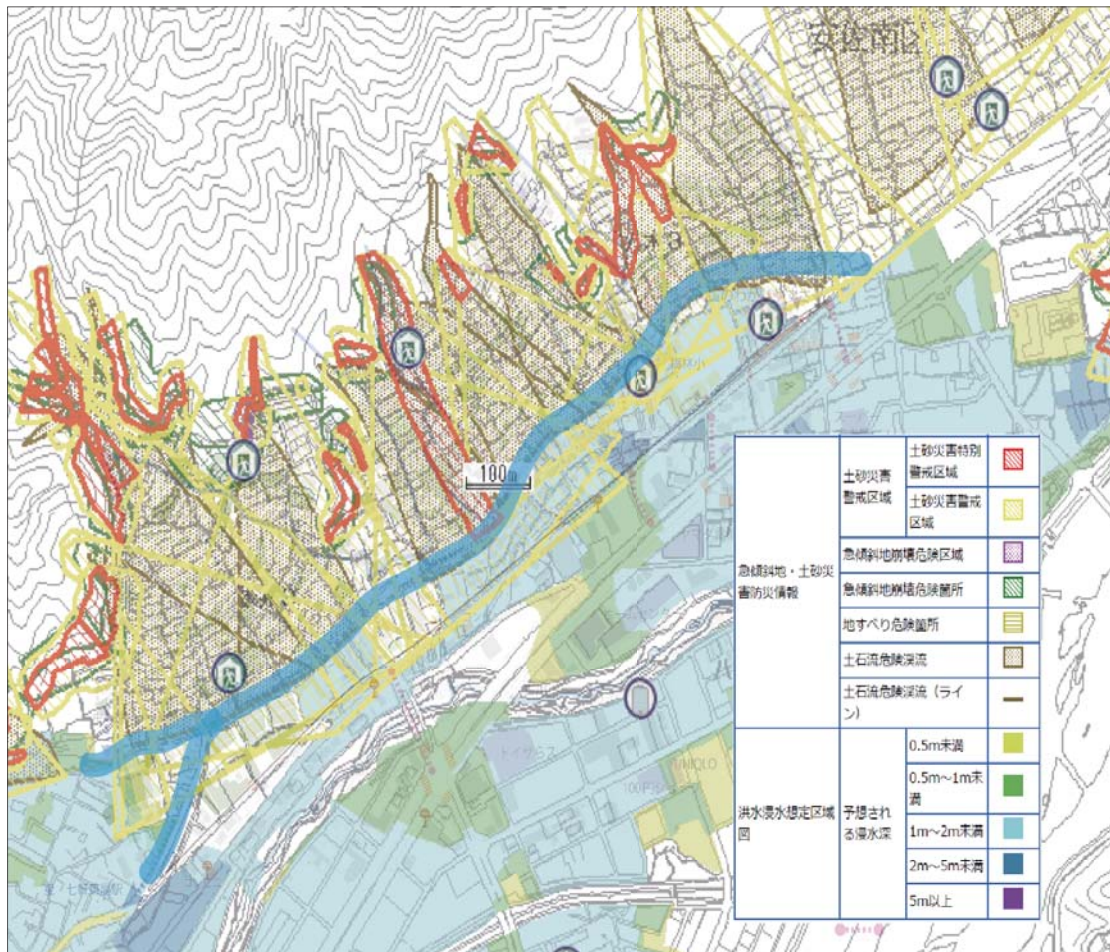 安佐南区
100m
UNIQLO
土砂災害
警戒区域
土砂災害特別
警戒区域
土砂災害警戒
区域
急傾斜地・土砂災
害防災情報
急傾斜地崩壊危険区域
急傾斜地崩壊危険箇所
地すべり危険箇所
土石流危険渓流
土石流危険渓流（ライ
ン）
洪水浸水想定区域
図
予想され
る浸水深
0.5m未満
0.5m～1m未
満
1m～2m未満
2m～5m未満
5m以上